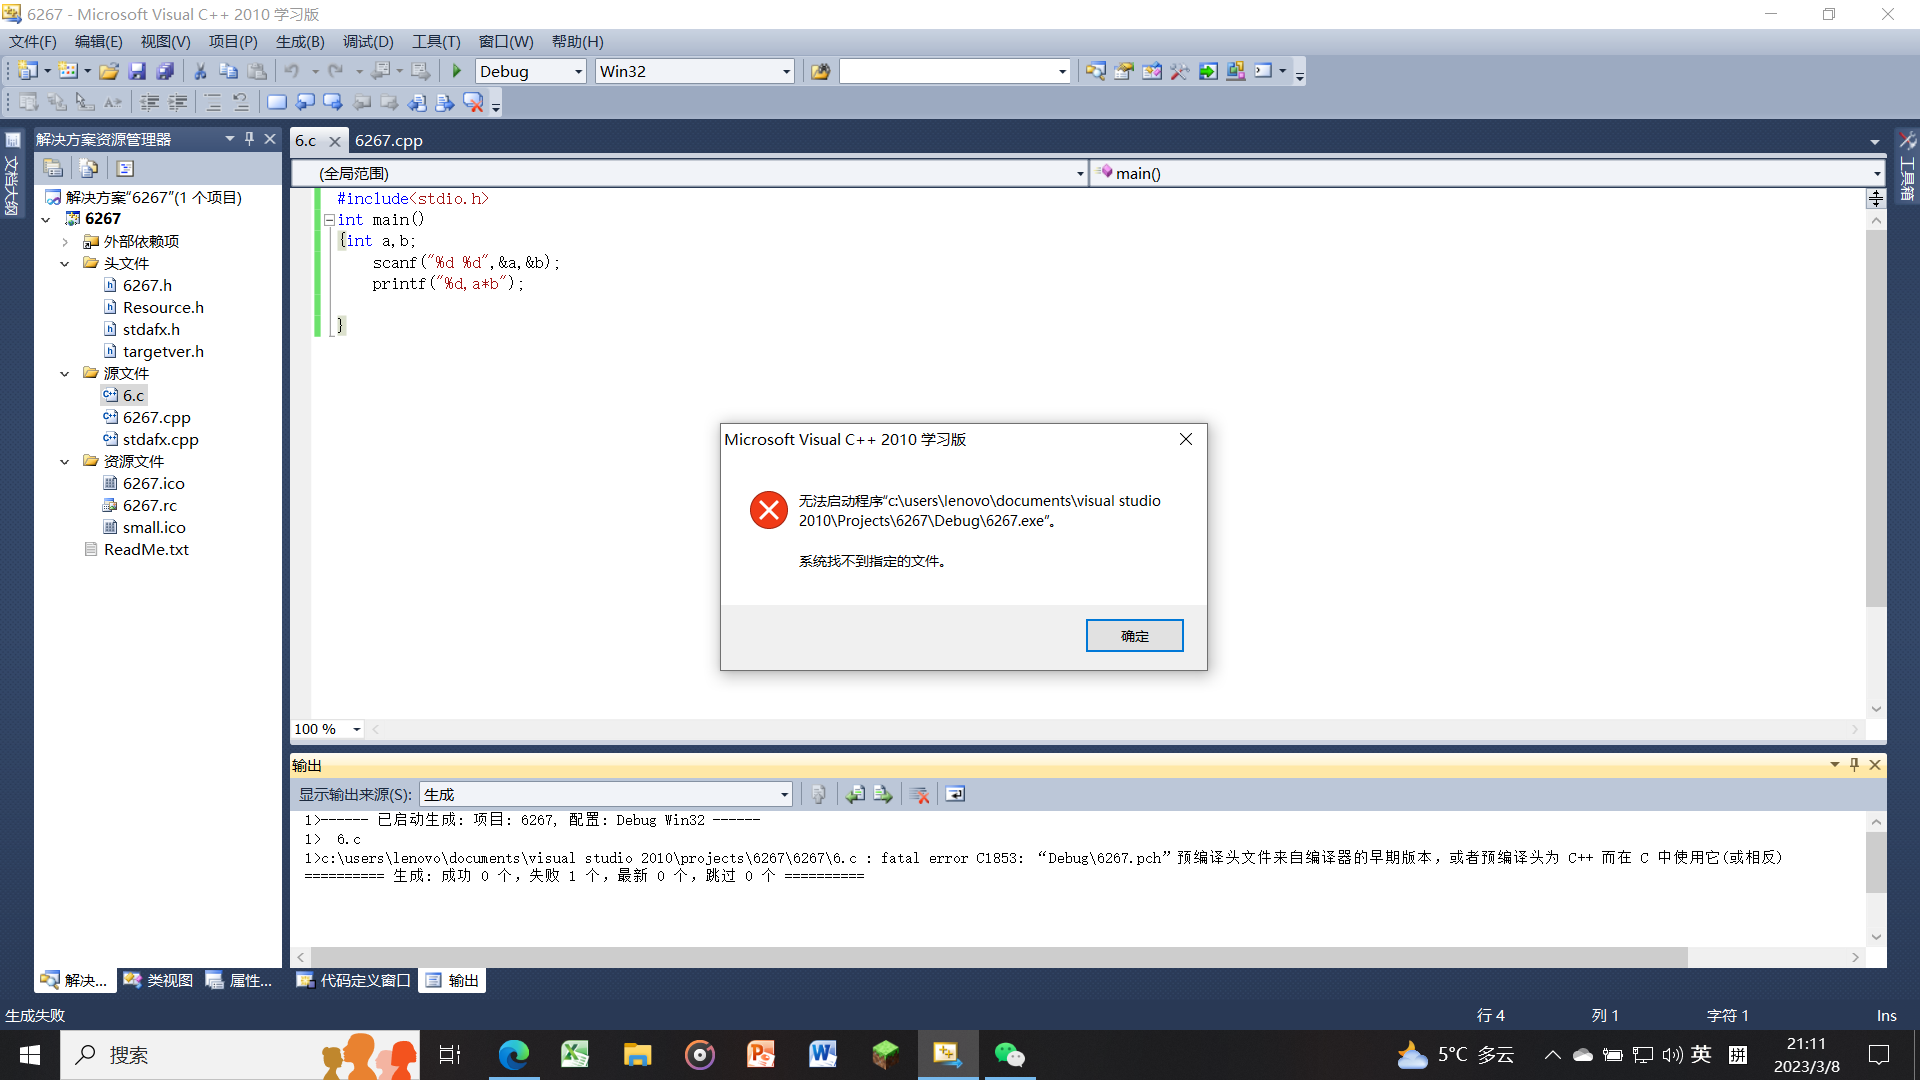 6267 - Microsoft Visual C++ 2010 学习版
文件(F) 编辑(E) 视图(V) 项目(P) 生成(B) 调试(D) 工具(T) 窗口(W) 帮助(H)
Debug Win32
文档大纲
解决方案资源管理器
6.c 6267.cpp
工具箱
(全局范围) main()
解决方案“6267”(1 个项目)
6267
外部依赖项
头文件
6267.h
Resource.h
stdafx.h
targetver.h
源文件
6.c
6267.cpp
stdafx.cpp
资源文件
6267.ico
6267.rc
small.ico
ReadMe.txt
#include<stdio.h>
int main()
{int a,b;
scanf("%d %d",&a,&b);
printf("%d,a*b");
}
Microsoft Visual C++ 2010 学习版
无法启动程序“c:\users\lenovo\documents\visual studio
2010\Projects\6267\Debug\6267.exe”。
系统找不到指定的文件。
确定
100 %
输出
显示输出来源(S): 生成
1>------ 已启动生成: 项目: 6267, 配置: Debug Win32 ------
1>  6.c
1>c:\users\lenovo\documents\visual studio 2010\projects\6267\6267\6.c : fatal error C1853: “Debug\6267.pch”预编译头文件来自编译器的早期版本，或者预编译头为 C++ 而在 C 中使用它(或相反)
========== 生成: 成功 0 个，失败 1 个，最新 0 个，跳过 0 个 ==========
解决... 类视图 属性... 代码定义窗口 输出
生成失败 行 4 列 1 字符 1 Ins
搜索
5°C 多云 英 拼
21:11
2023/3/8